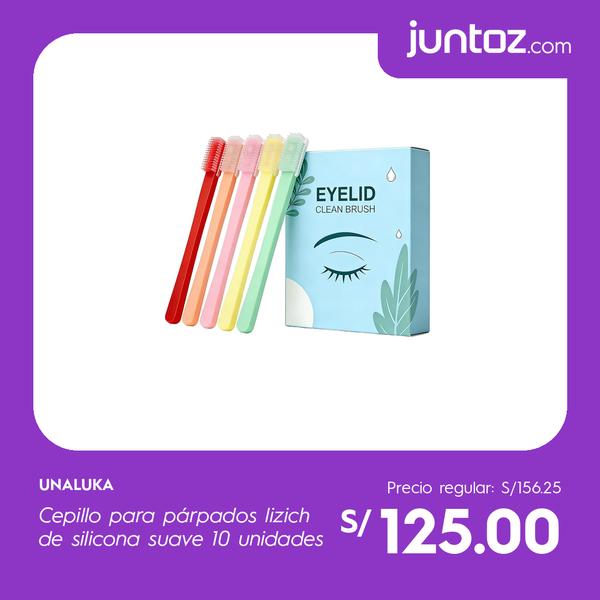 juntoz.com
EYELID
CLEAN BRUSH
UNALUKA
Cepillo para párpados lizich
de silicona suave 10 unidades
Precio regular: S/156.25
S/125.00